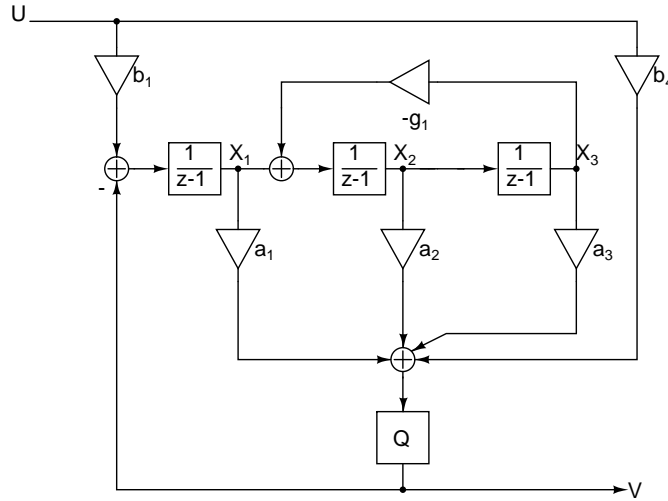 U
b₁
b₄
-g₁
1
z-1
X₁
1
z-1
X₂
1
z-1
X₃
-
a₁
a₂
a₃
Q
V